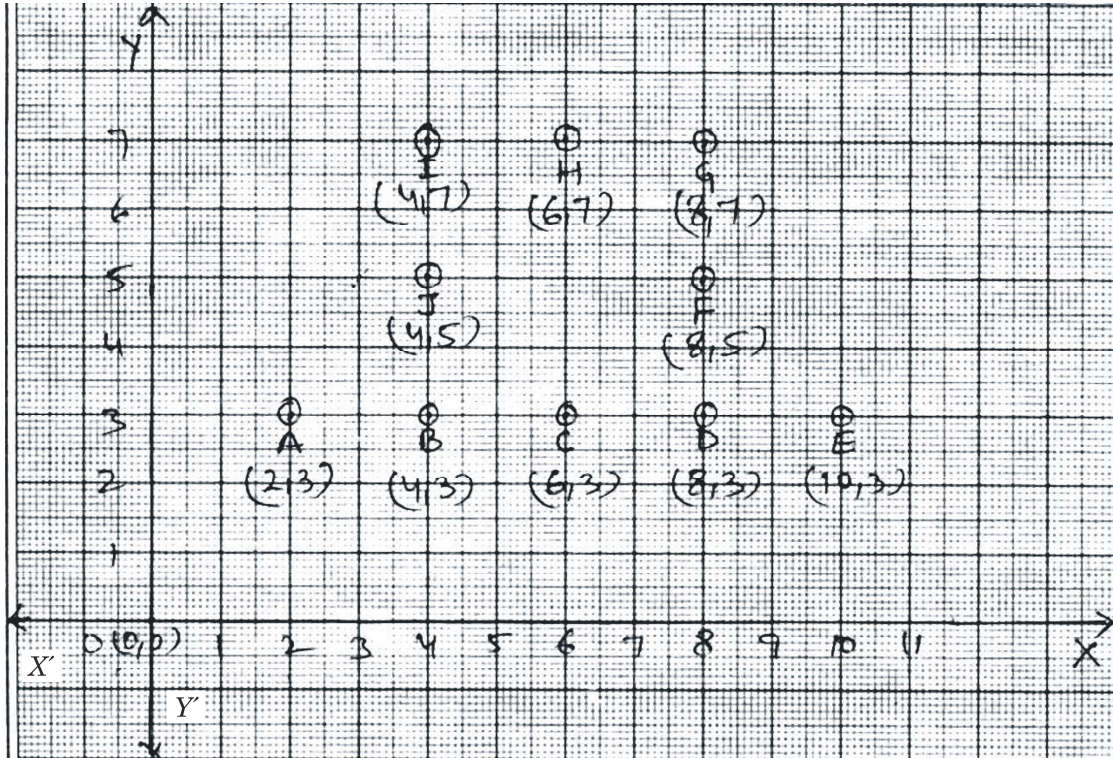 Y
7
I H G
(4,7) (6,7) (8,7)
6
5
J F
(4,5) (8,5)
4
3
A B C D E
2 (2,3) (4,3) (6,3) (8,3) (10,3)
1
0 (0,0) 1 2 3 4 5 6 7 8 9 10 11 X
X′
Y′